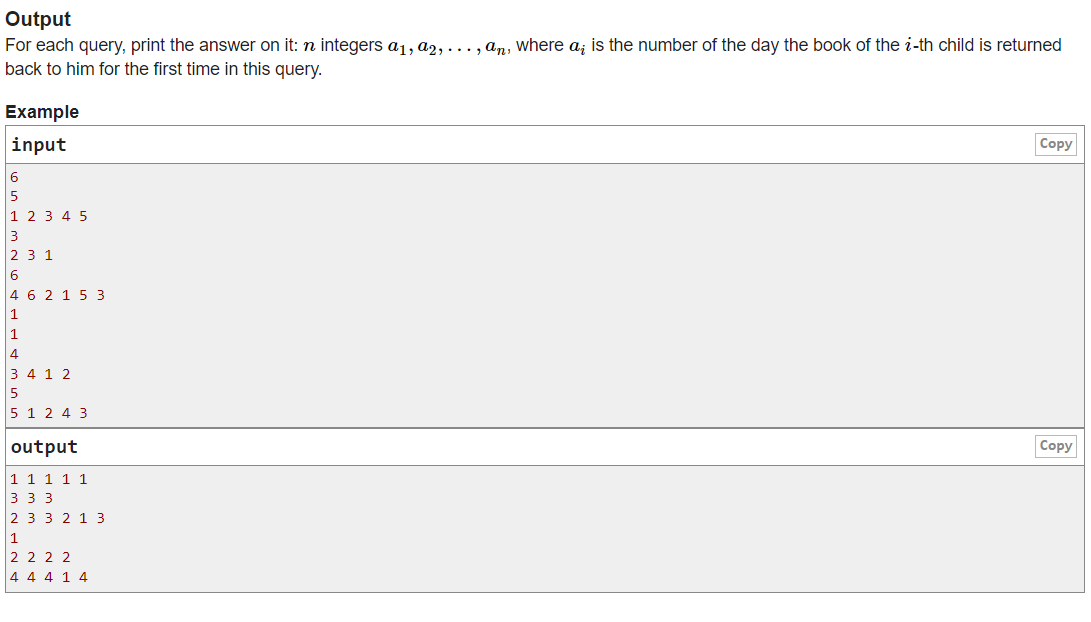 Output
For each query, print the answer on it: n integers a₁, a₂, . . . , aₙ, where aᵢ is the number of the day the book of the i-th child is returned
back to him for the first time in this query.
Example
input
Copy
6
5
1 2 3 4 5
3
2 3 1
6
4 6 2 1 5 3
1
1
4
3 4 1 2
5
5 1 2 4 3
output
Copy
1 1 1 1 1
3 3 3
2 3 3 2 1 3
1
2 2 2 2
4 4 4 1 4